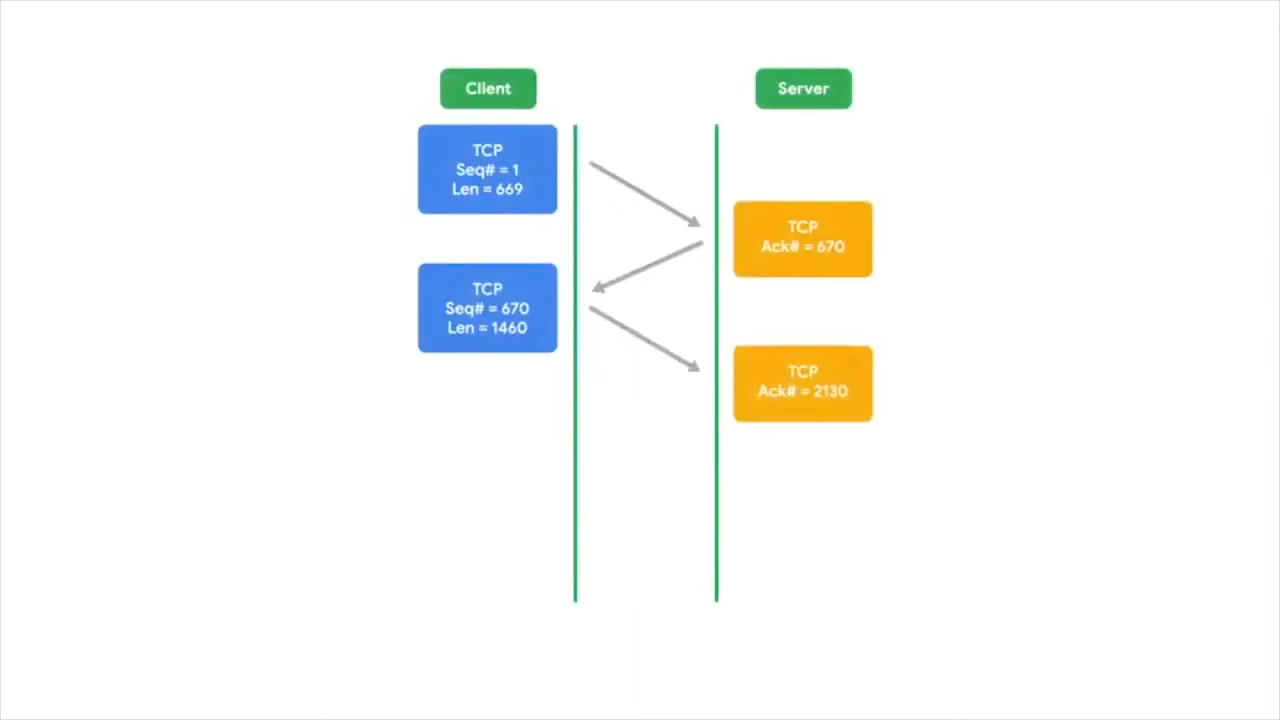 Client
Server
TCP
Seq# = 1
Len = 669
TCP
Ack# = 670
TCP
Seq# = 670
Len = 1460
TCP
Ack# = 2130